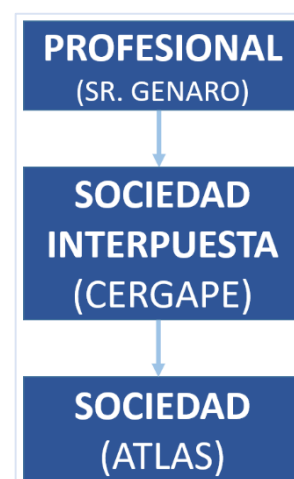 PROFESIONAL
(SR. GENARO)
SOCIEDAD
INTERPUESTA
(CERGAPE)
SOCIEDAD
(ATLAS)